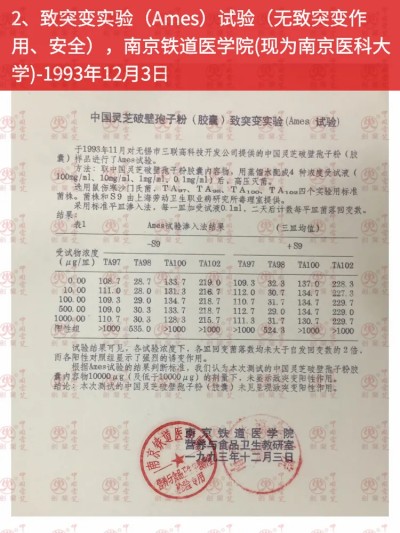 2、致突变实验（Ames）试验（无致突变作
用、安全），南京铁道医学院(现为南京医科大
学)-1993年12月3日
中国灵芝破壁孢子粉（胶囊）致突变实验(Ames 试验)
于1993年11月对无锡市三联高科技开发公司提供的中国灵芝破壁孢子粉（胶
囊）样品进行了Ames试验。
方法：取中国灵芝破壁孢子粉胶囊内容物，用蒸馏水配成4 种浓度受试液（
100mg/ml, 10mg/ml, 1mg/ml, 0.1mg/ml）后，高压灭菌。
选用鼠伤寒沙门氏菌，TA97、TA98、TA100、TA102四个实验用标准
菌株。菌株和S9 由上海劳动卫生职业病研究所毒理室提供。
采用标准平皿渗入法，每一皿加受试液0.1ml，二天后计数每平皿菌落回变数。
结果：
表1 Ames试验渗入法结果 （三皿均值）
受试物浓度 -S9 +S9
(μg/皿) TA97 TA98 TA100 TA102 TA97 TA98 TA100 TA102
0.00 108.7 28.7 133.7 219.0 109.3 32.3 137.0 228.3
10.00 111.0 28.0 131.3 216.7 112.0 30.7 134.7 227.3
100.00 109.3 29.0 134.7 218.7 110.7 31.7 134.7 229.7
1000.00 109.3 29.7 134.7 218.3 112.7 29.0 134.7 229.0
10000.00 110.7 30.3 128.3 215.7 111.3 31.7 130.7 229.7
阳性组 >1000 535.0 >1000 >1000 >1000 524.3 >1000 >1000
试验结果可见，各试验浓度下，各皿回变菌落数均未大于自发回变数的 2 倍，
而各阳性对照组显示了强烈的诱变作用。
根据Ames试验的结果判断标准，我们认为本次测试的中国灵芝破壁孢子粉胶
囊内容物10000μg（及低于10000μg）的剂量下，未显示致突变阳性作用。
结论：本次测试的中国灵芝破壁孢子粉（胶囊）未见呈现致突变阳性作用。
南京铁道医学院
营养与食品卫生教研室
一九九三年十二月三日